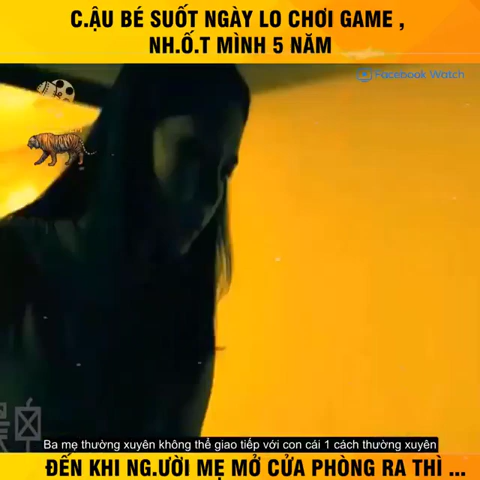 C.ẬU BÉ SUỐT NGÀY LO CHƠI GAME ,
NH.Ố.T MÌNH 5 NĂM
Facebook Watch
Ba mẹ thường xuyên không thể giao tiếp với con cái 1 cách thường xuyên
ĐẾN KHI NG.ƯỜI MẸ MỞ CỬA PHÒNG RA THÌ ...